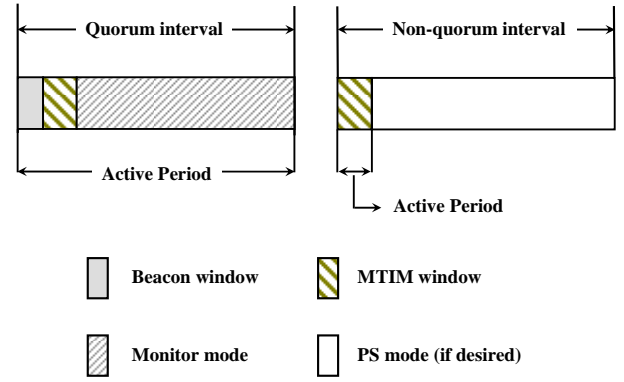 Quorum interval
Non-quorum interval
Active Period
Active Period
Beacon window
MTIM window
Monitor mode
PS mode (if desired)